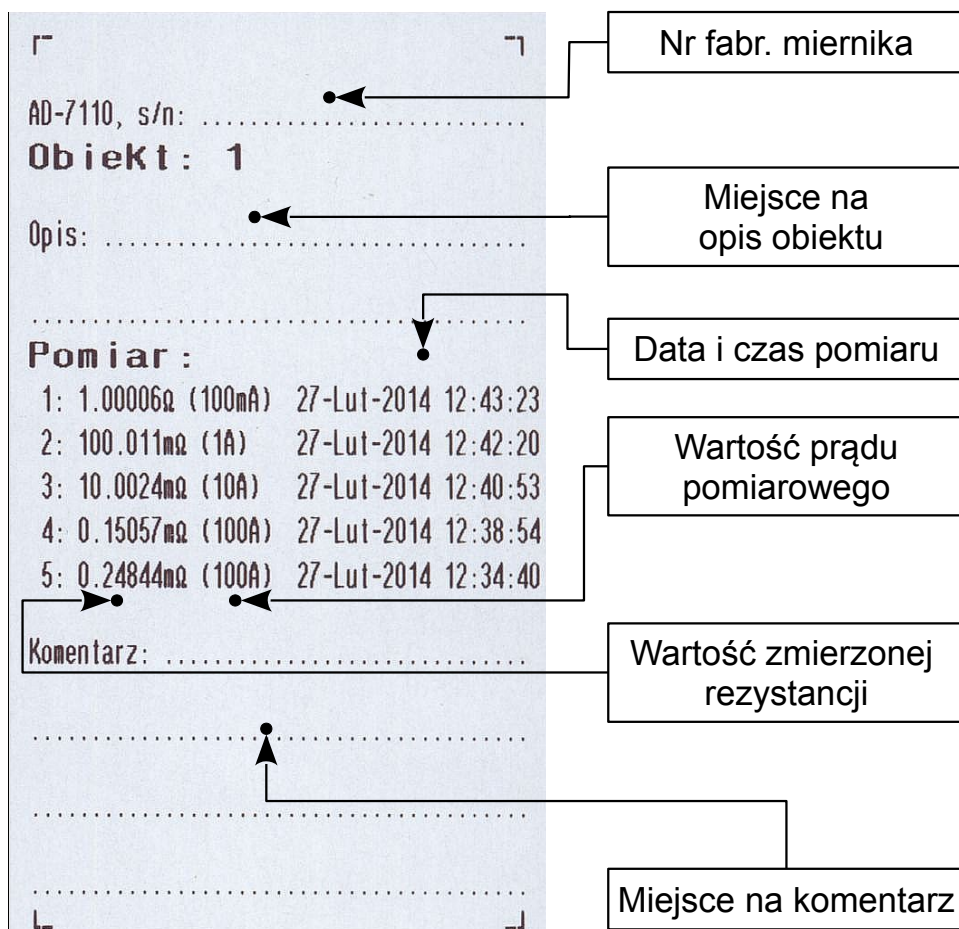 Nr fabr. miernika
AD-7110, s/n: ...........................
Obiekt: 1
Miejsce na
opis obiektu
Opis: ...................................
.........................................
Data i czas pomiaru
Pomiar:
1: 1.00006Ω (100mA) 27-Lut-2014 12:43:23
2: 100.011mΩ (1A) 27-Lut-2014 12:42:20
3: 10.0024mΩ (10A) 27-Lut-2014 12:40:53
4: 0.15057mΩ (100A) 27-Lut-2014 12:38:54
5: 0.24844mΩ (100A) 27-Lut-2014 12:34:40
Wartość prądu
pomiarowego
Komentarz: ..............................
.........................................
.........................................
.........................................
Wartość zmierzonej
rezystancji
Miejsce na komentarz